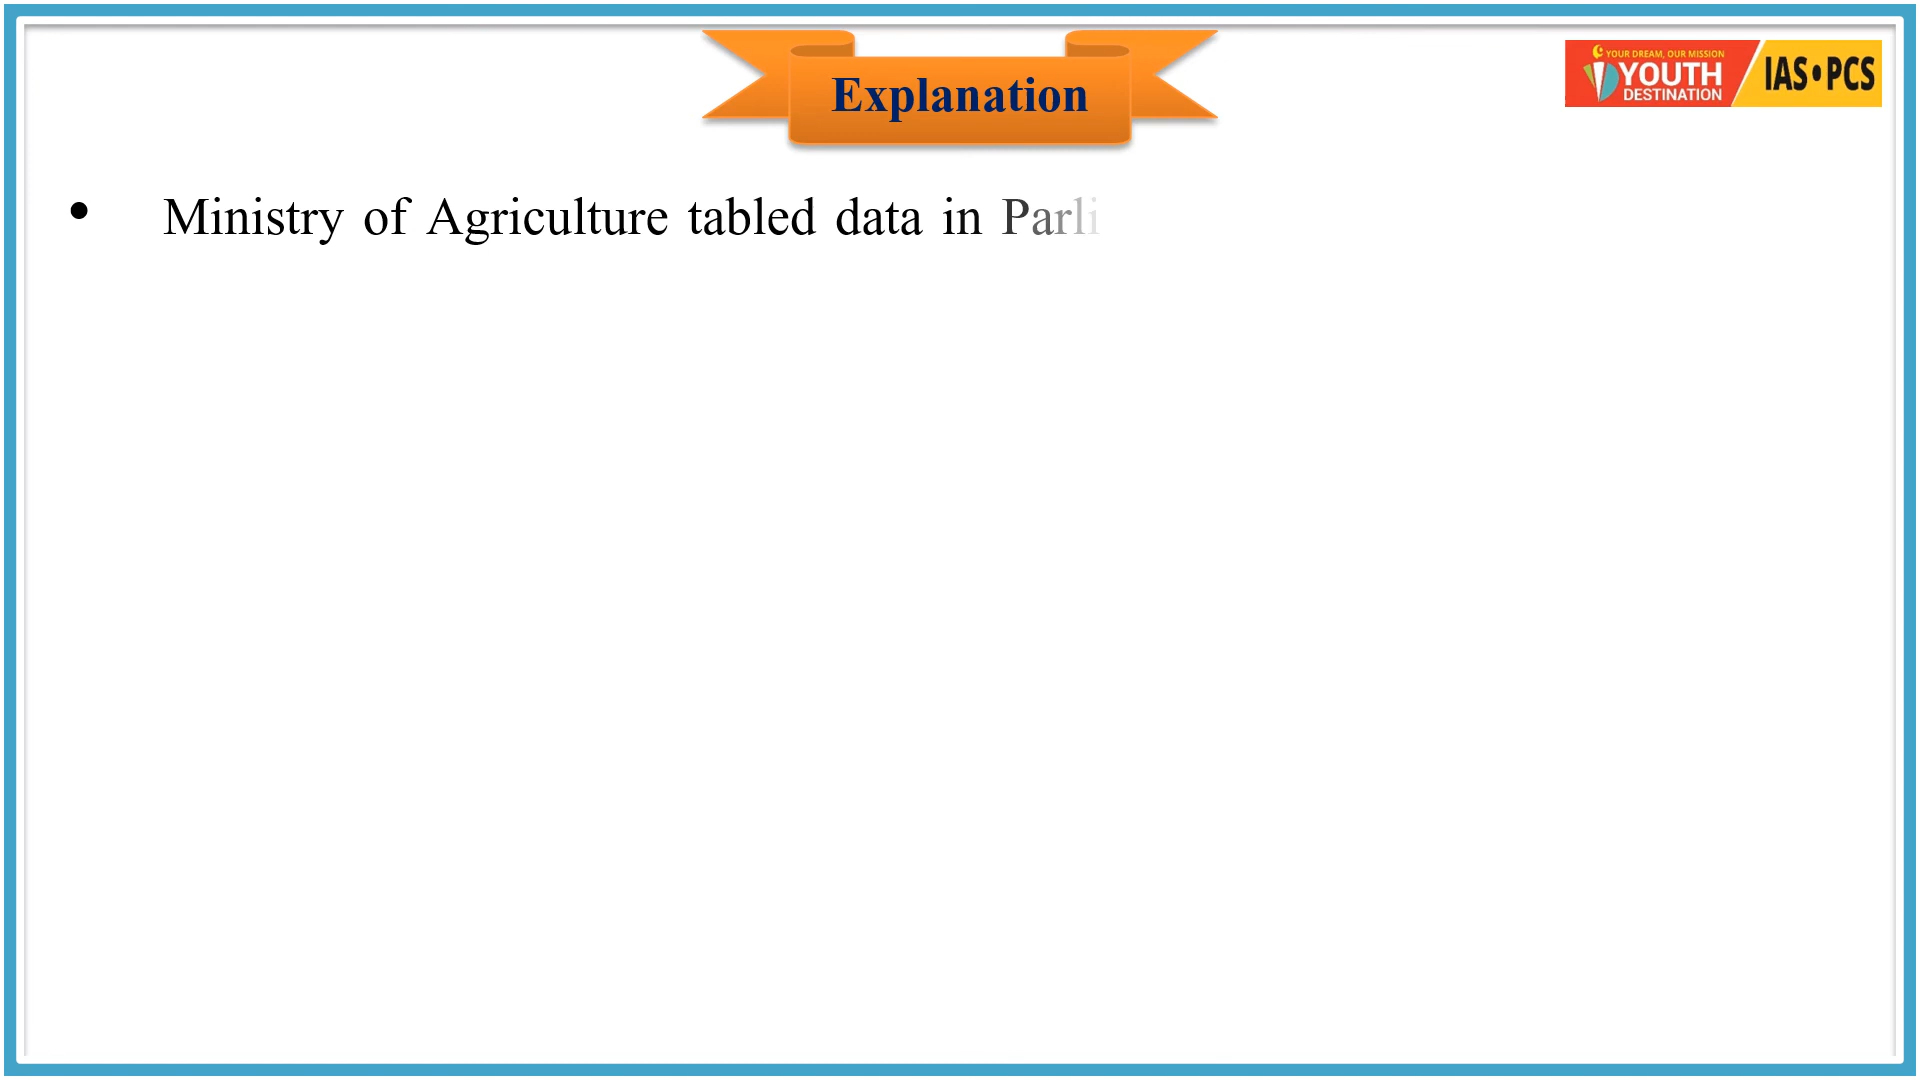 Explanation
YOUR DREAM, OUR MISSION
YOUTH
DESTINATION
IAS•PCS
• Ministry of Agriculture tabled data in Parli